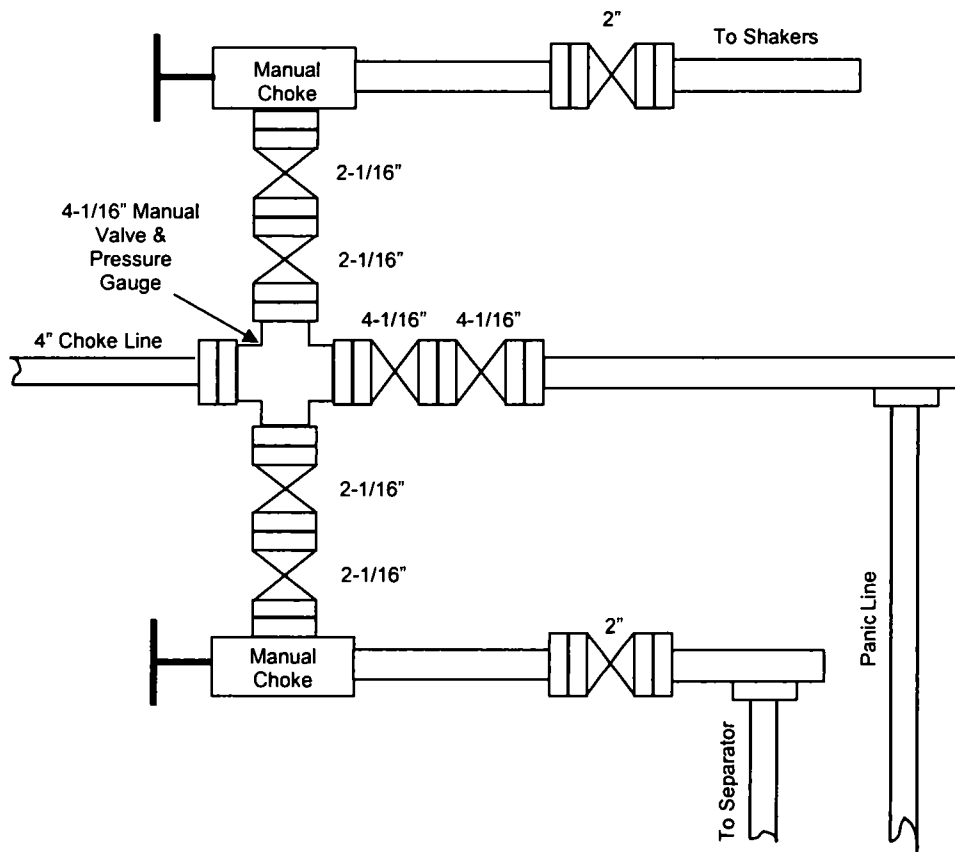 2"
To Shakers
Manual
Choke
2-1/16"
4-1/16" Manual
Valve &
Pressure
Gauge
2-1/16"
4-1/16"
4-1/16"
4" Choke Line
2-1/16"
2-1/16"
2"
Manual
Choke
Panic Line
To Separator